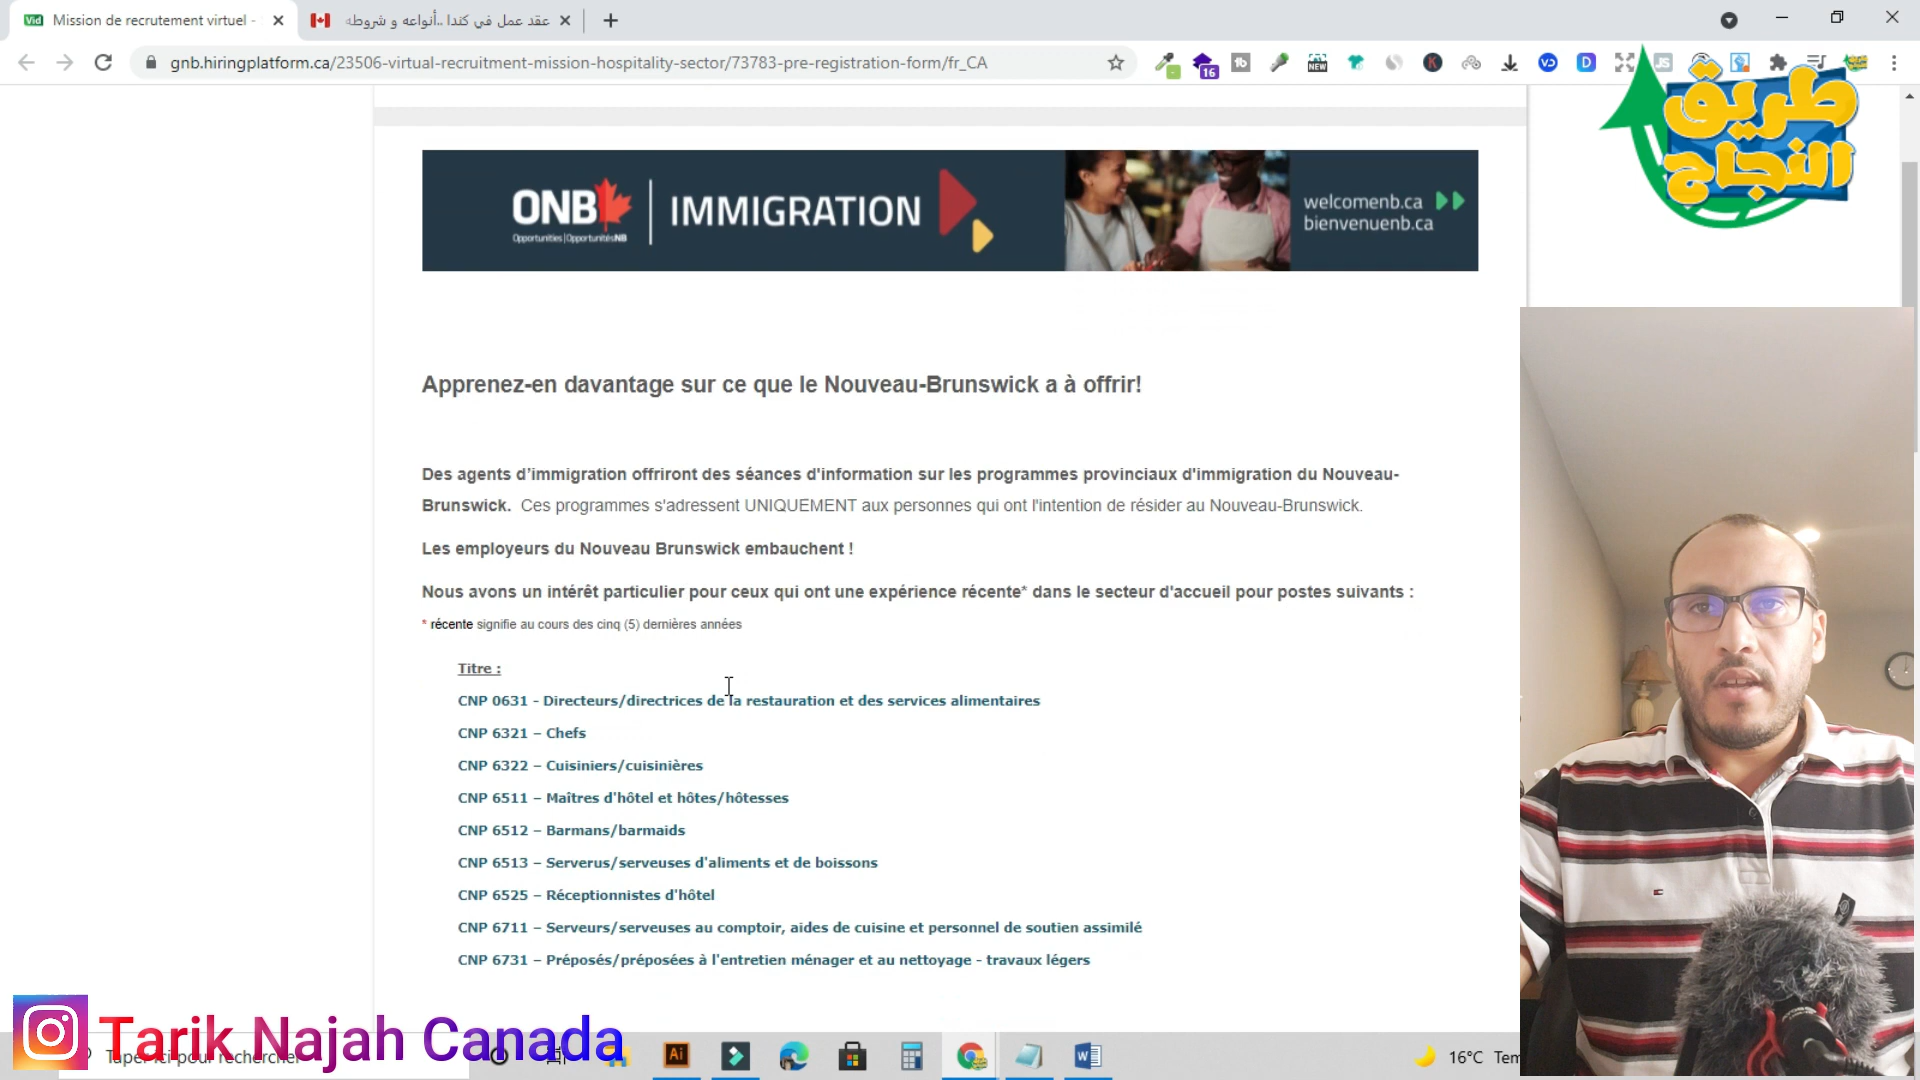 Mission de recrutement virtuel -
عقد عمل في كندا ..أنواعه و شروطه
gnb.hiringplatform.ca/23506-virtual-recruitment-mission-hospitality-sector/73783-pre-registration-form/fr_CA
طريق
النجاح
ONB
Opportunities|OpportunitésNB
IMMIGRATION
welcomenb.ca
bienvenuenb.ca
Apprenez-en davantage sur ce que le Nouveau-Brunswick a à offrir!
Des agents d’immigration offriront des séances d'information sur les programmes provinciaux d'immigration du Nouveau-
Brunswick. Ces programmes s'adressent UNIQUEMENT aux personnes qui ont l'intention de résider au Nouveau-Brunswick.
Les employeurs du Nouveau Brunswick embauchent !
Nous avons un intérêt particulier pour ceux qui ont une expérience récente* dans le secteur d'accueil pour postes suivants :
* récente signifie au cours des cinq (5) dernières années
Titre :
CNP 0631 - Directeurs/directrices de la restauration et des services alimentaires
CNP 6321 – Chefs
CNP 6322 – Cuisiniers/cuisinières
CNP 6511 – Maîtres d'hôtel et hôtes/hôtesses
CNP 6512 – Barmans/barmaids
CNP 6513 – Serverus/serveuses d'aliments et de boissons
CNP 6525 – Réceptionnistes d'hôtel
CNP 6711 – Serveurs/serveuses au comptoir, aides de cuisine et personnel de soutien assimilé
CNP 6731 – Préposés/préposées à l'entretien ménager et au nettoyage - travaux légers
Tarik Najah Canada
Taper ici pour rechercher
16°C Tem